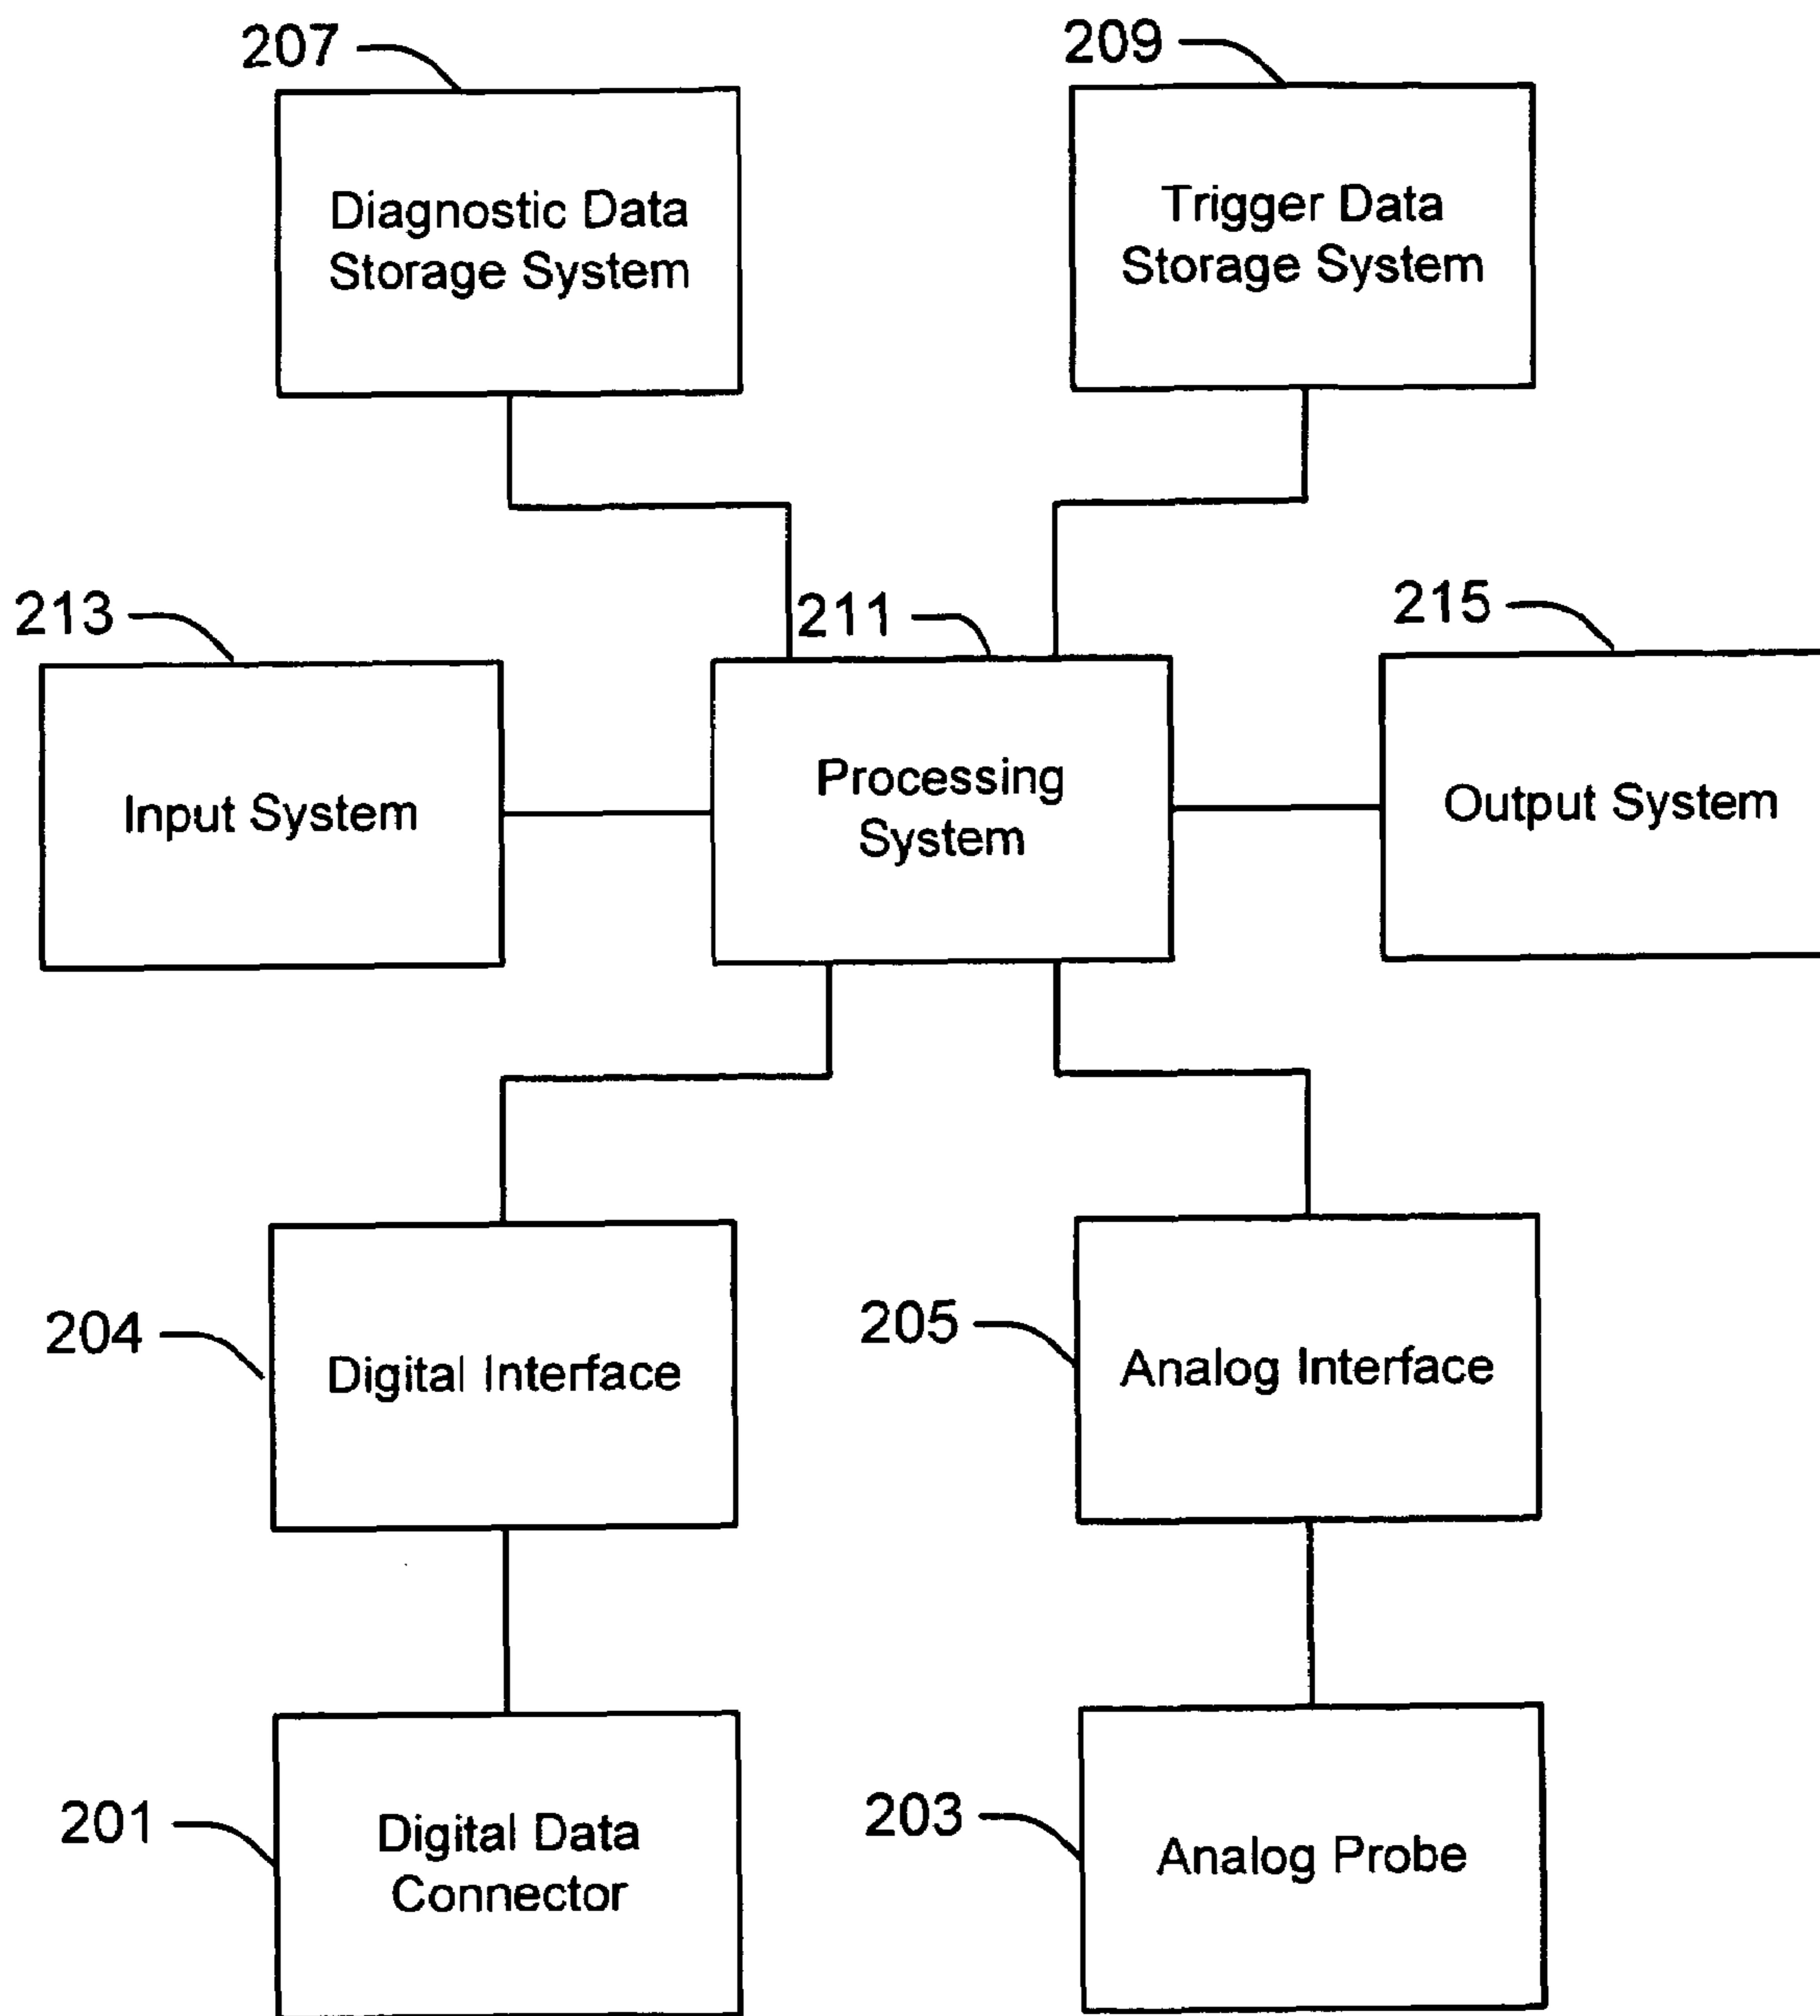 207
209
Diagnostic Data
Storage System
Trigger Data
Storage System
213
211
215
Input System
Processing
System
Output System
204
205
Digital Interface
Analog Interface
201
203
Digital Data
Connector
Analog Probe